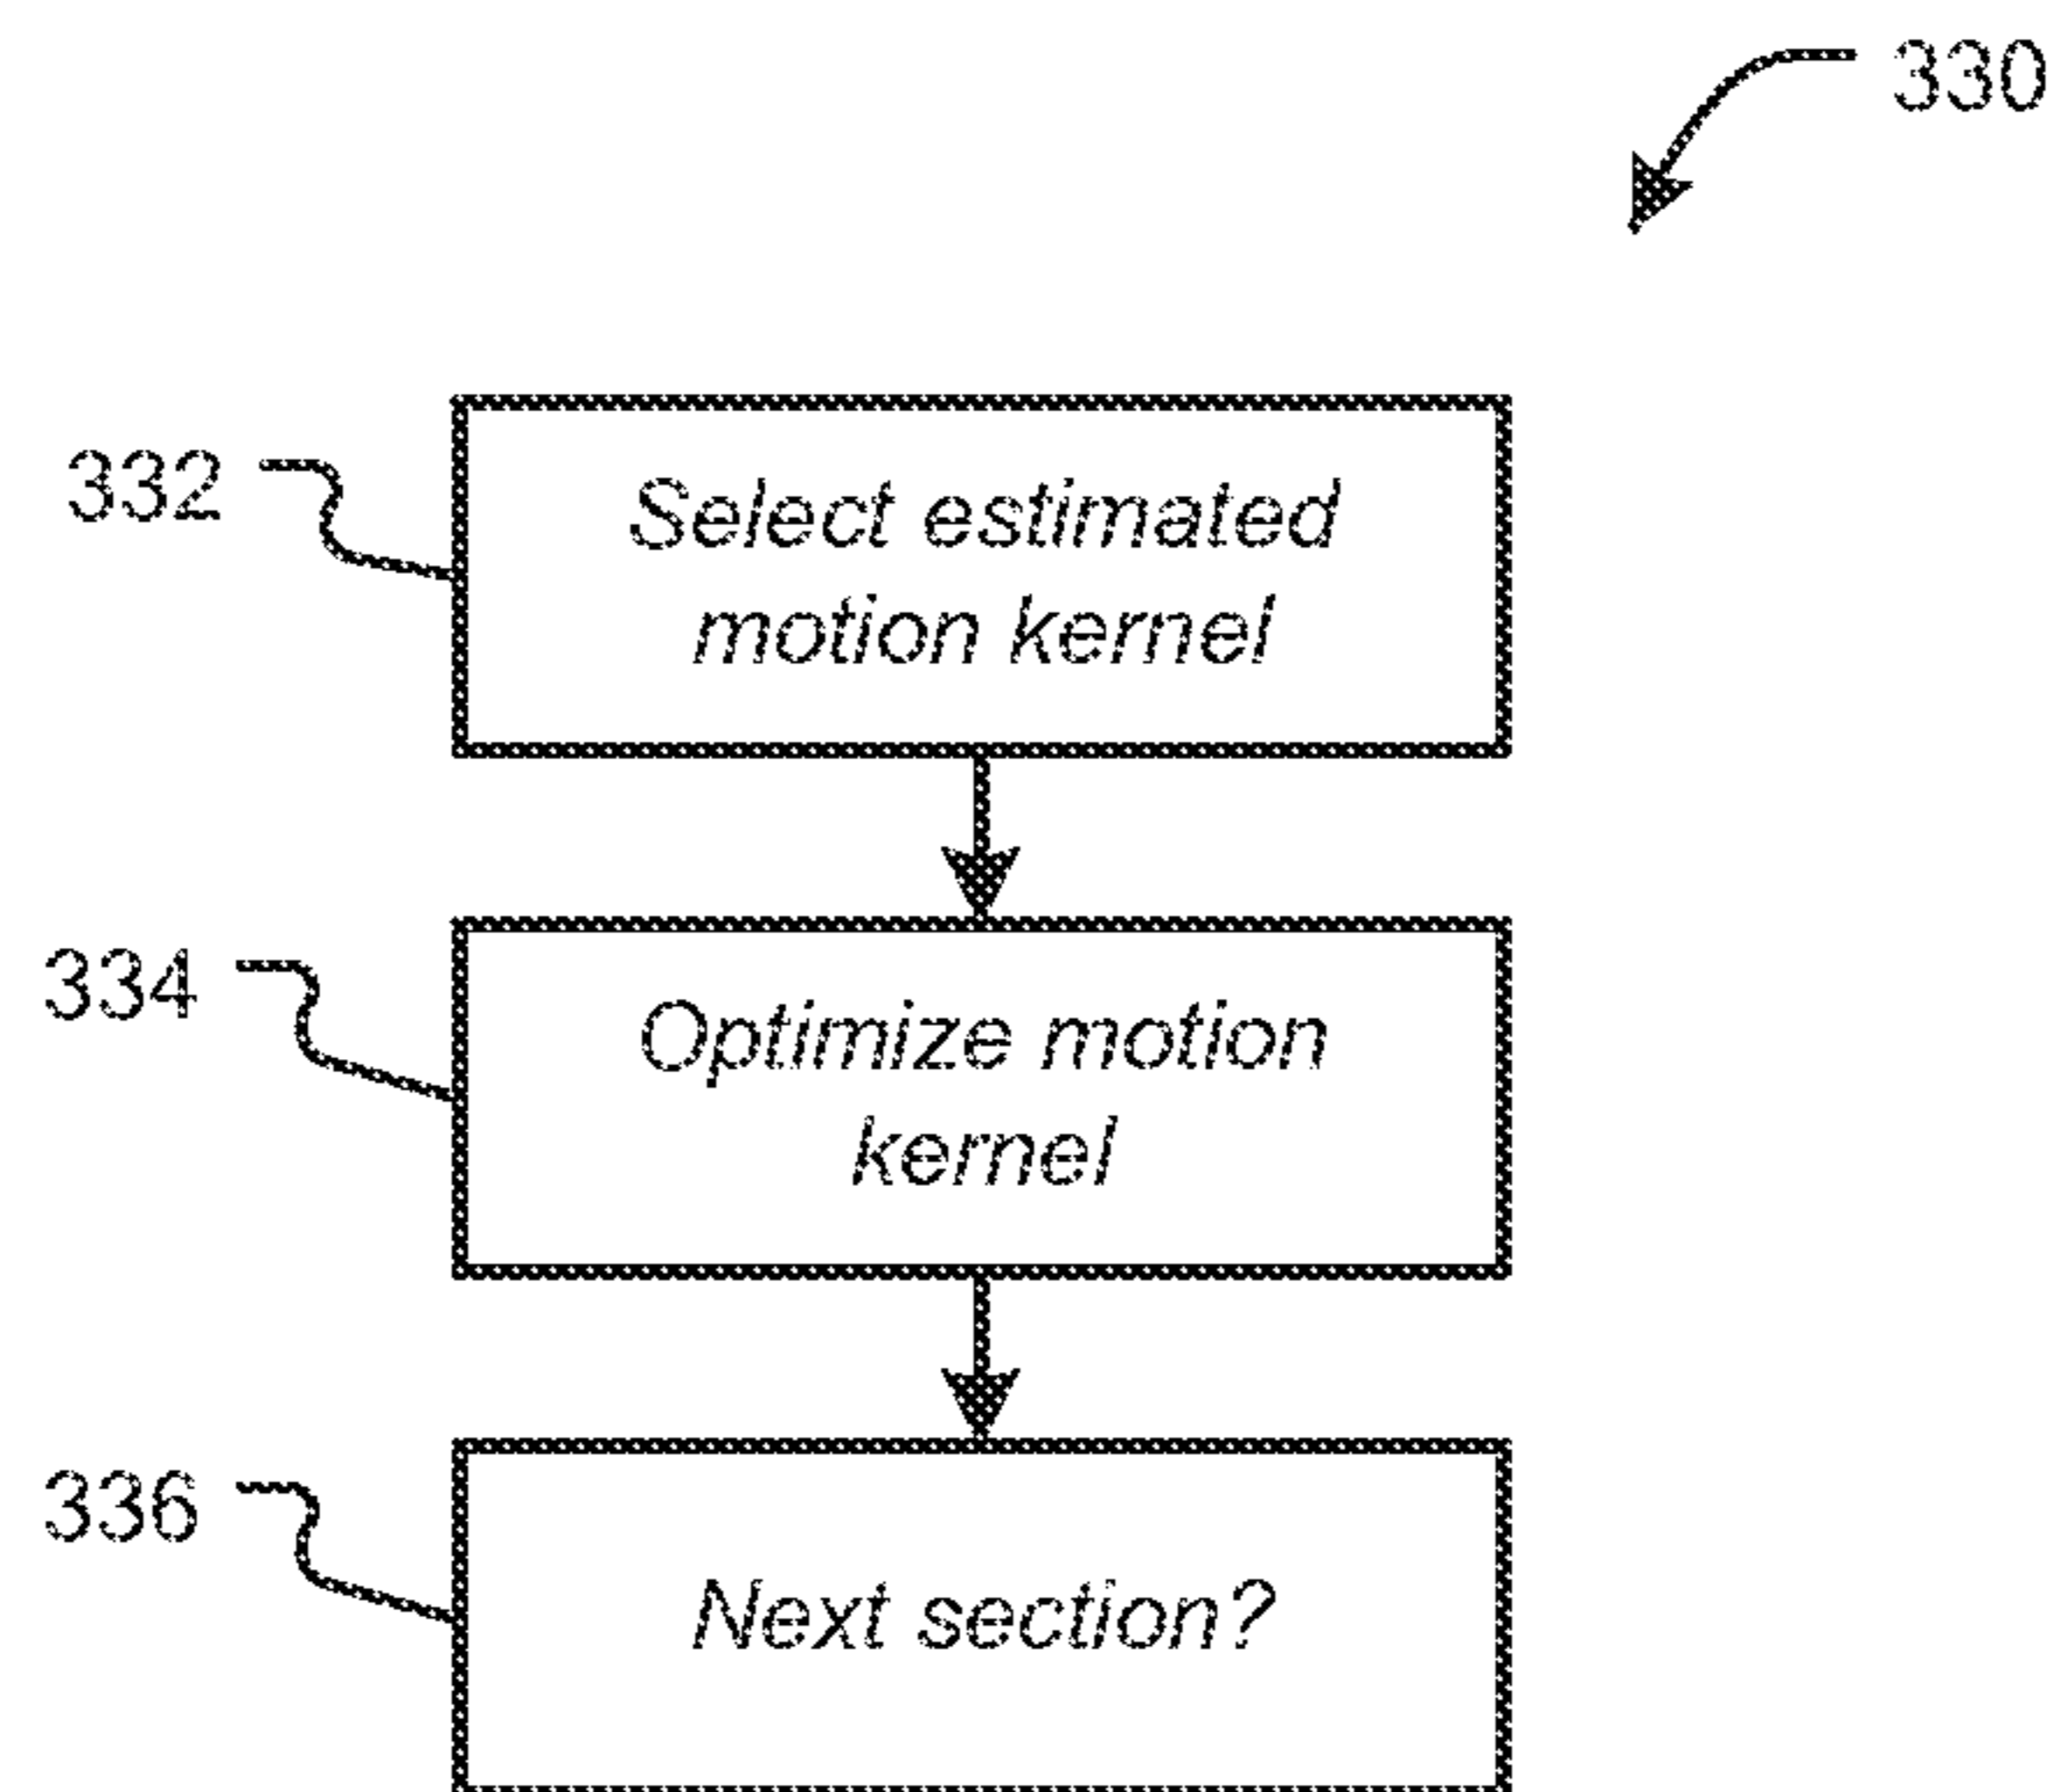 330
332
Select estimated
motion kernel
334
Optimize motion
kernel
336
Next section?